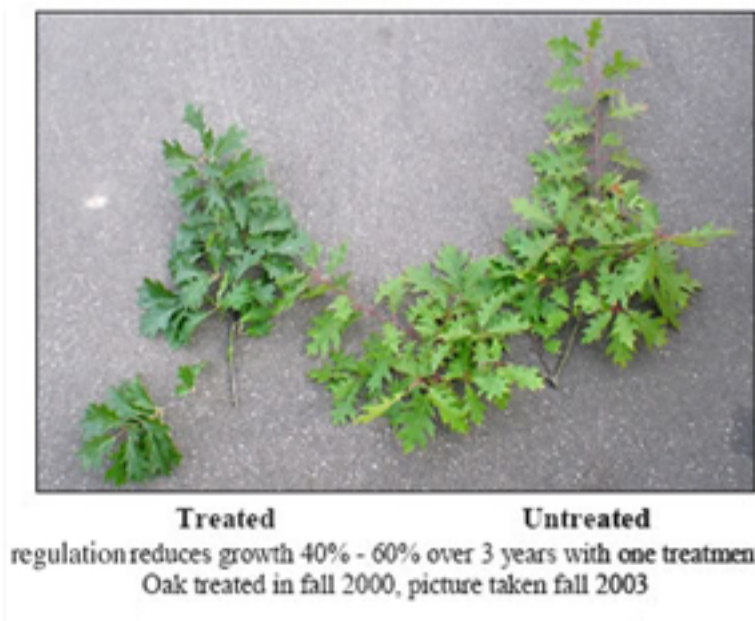 Treated Untreated
regulation reduces growth 40% - 60% over 3 years with one treatmen
Oak treated in fall 2000, picture taken fall 2003